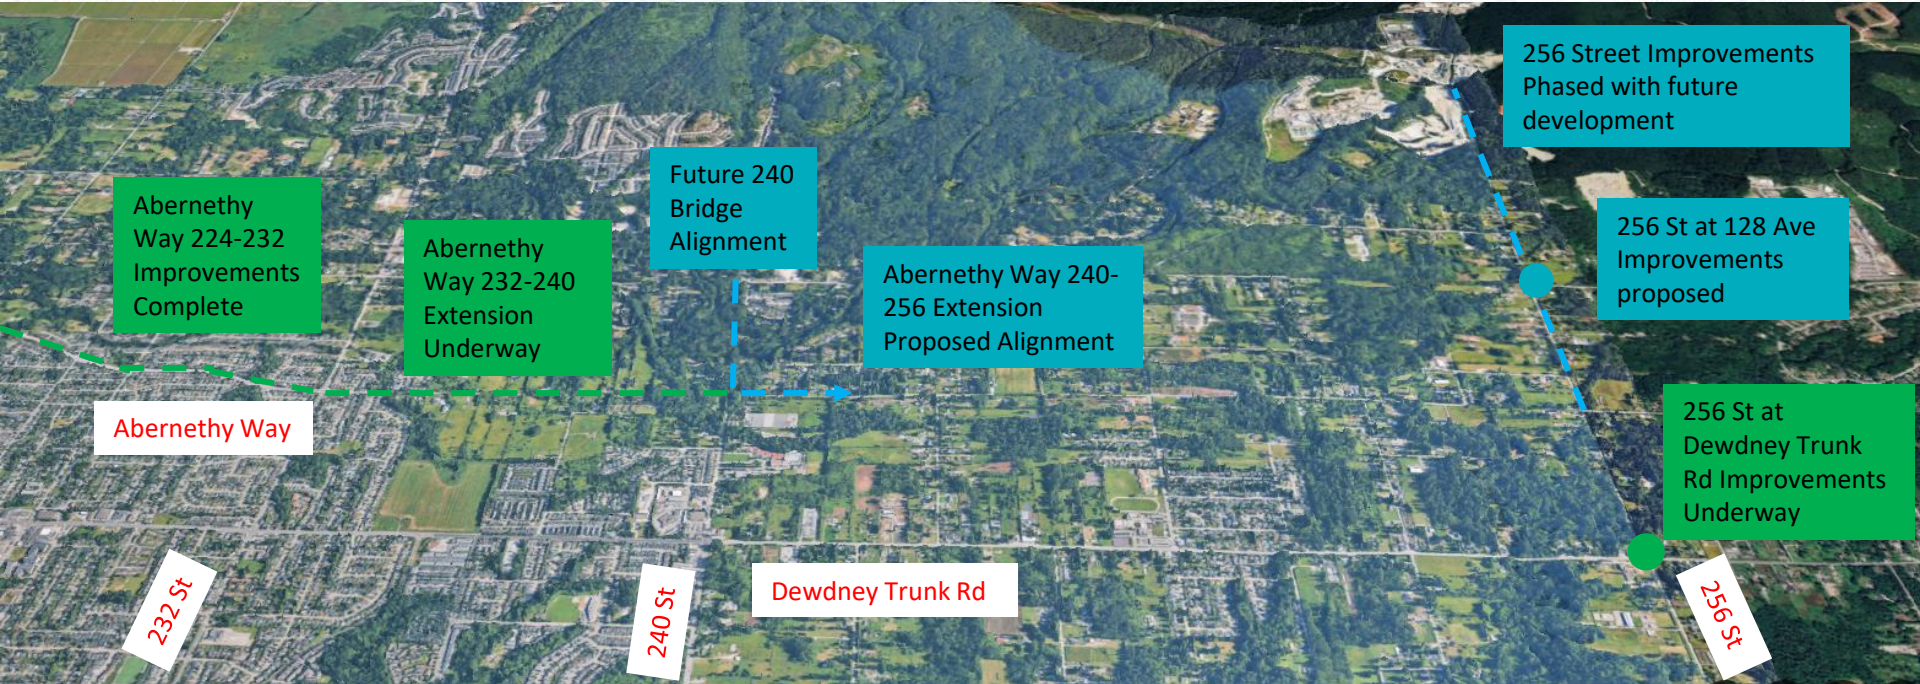 256 Street Improvements
Phased with future
development
Future 240
Bridge
Alignment
Abernethy
Way 224-232
Improvements
Complete
256 St at 128 Ave
Improvements
proposed
Abernethy
Way 232-240
Extension
Underway
Abernethy Way 240-
256 Extension
Proposed Alignment
256 St at
Dewdney Trunk
Rd Improvements
Underway
Abernethy Way
232 St
240 St
Dewdney Trunk Rd
256 St